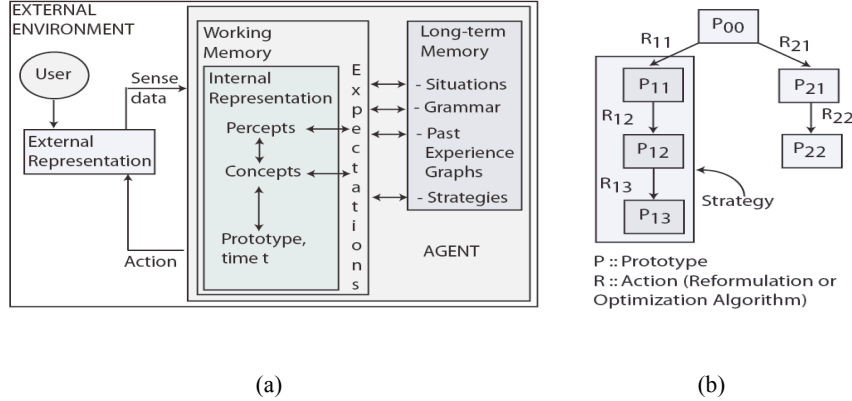 EXTERNAL
ENVIRONMENT
User
Sense
data
External
Representation
Action
Working
Memory
Internal
Representation
Percepts
Concepts
Prototype,
time t
Expectations
Long-term
Memory
- Situations
- Grammar
- Past
Experience
Graphs
- Strategies
AGENT
P00
R11
R21
P11
P21
R12
R22
P12
P22
R13
P13
Strategy
P :: Prototype
R :: Action (Reformulation or
Optimization Algorithm)
(a)
(b)